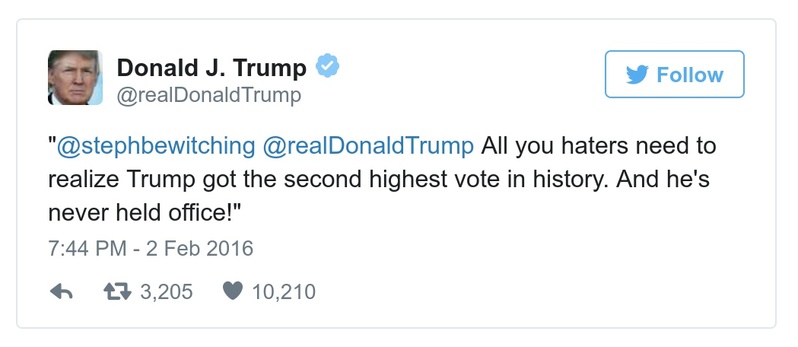 Donald J. Trump
@realDonaldTrump
Follow
"@stephbewitching @realDonaldTrump All you haters need to
realize Trump got the second highest vote in history. And he's
never held office!"
7:44 PM - 2 Feb 2016
3,205 10,210